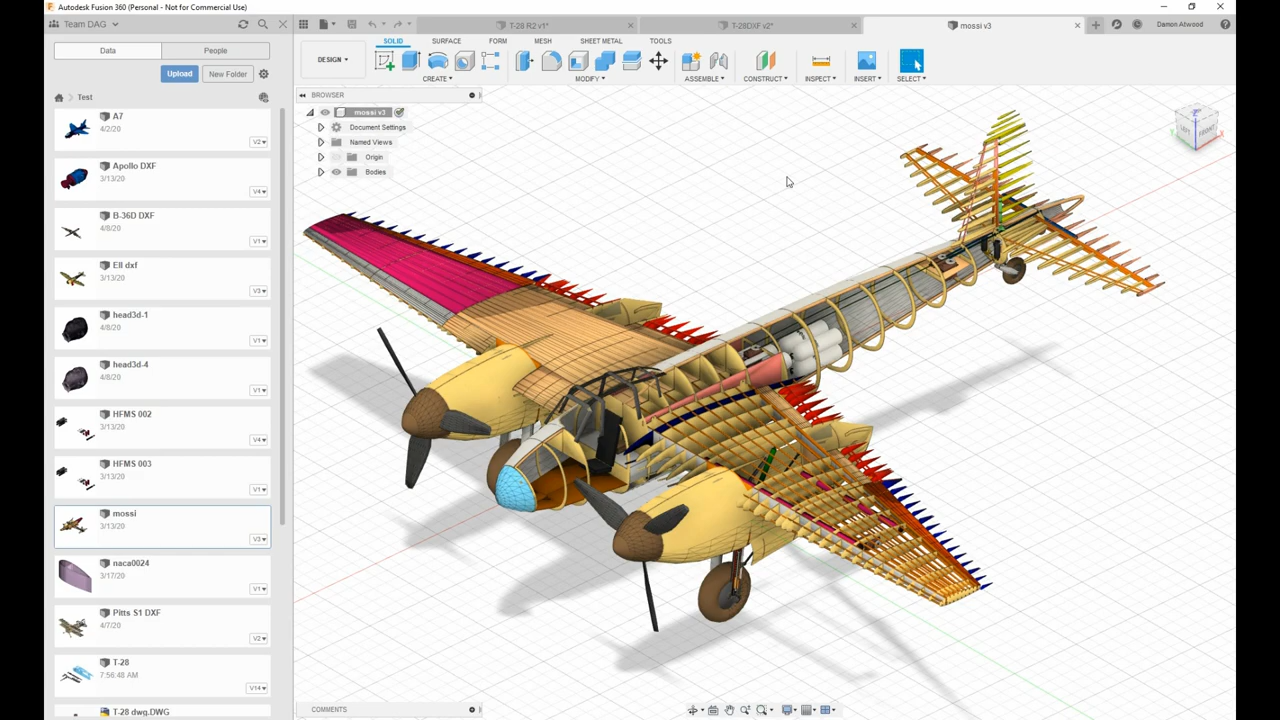 Autodesk Fusion 360 (Personal - Not for Commercial Use)
Team DAG
T-28 R2 v1*
T-28DXF v2*
mossi v3
Damon Atwood
Data
People
Upload
New Folder
Test
A7
4/2/20
V2
Apollo DXF
3/13/20
V4
B-36D DXF
4/8/20
V1
Ell dxf
3/13/20
V3
head3d-1
4/8/20
V1
head3d-4
4/8/20
V1
HFMS 002
3/13/20
V4
HFMS 003
3/13/20
V1
mossi
3/13/20
V3
naca0024
3/17/20
V1
Pitts S1 DXF
4/7/20
V2
T-28
7:56:48 AM
V14
T-28 dwg.DWG
DESIGN
SOLID
SURFACE
FORM
MESH
SHEET METAL
TOOLS
CREATE
MODIFY
ASSEMBLE
CONSTRUCT
INSPECT
INSERT
SELECT
BROWSER
mossi v3
Document Settings
Named Views
Origin
Bodies
Z
LEFT
FRONT
Y
X
COMMENTS